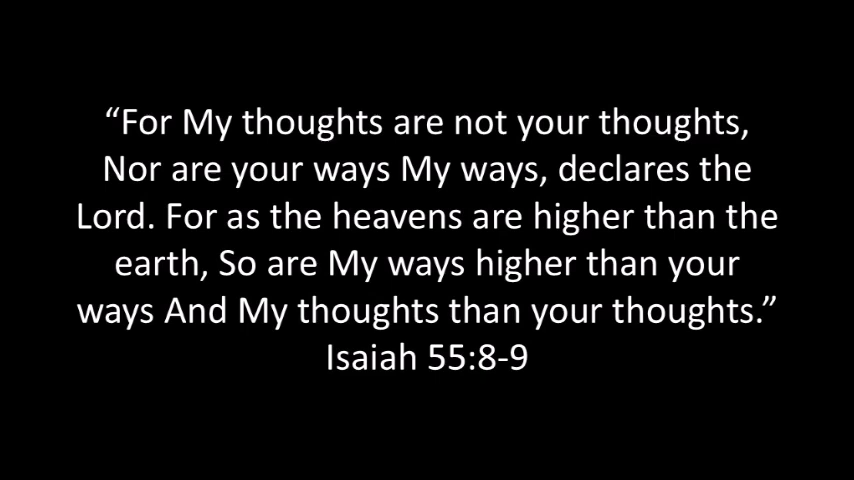 “For My thoughts are not your thoughts,
Nor are your ways My ways, declares the
Lord. For as the heavens are higher than the
earth, So are My ways higher than your
ways And My thoughts than your thoughts.”
Isaiah 55:8-9